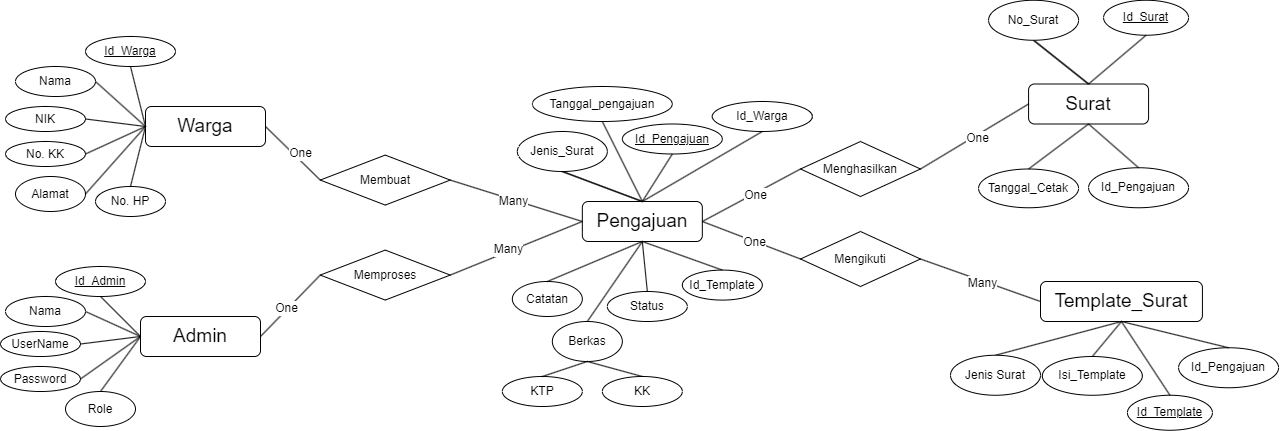 Id_Warga
Nama
NIK
No. KK
Alamat
No. HP
Warga
One
Membuat
Many
Id_Admin
Nama
UserName
Password
Role
Admin
One
Memproses
Many
Tanggal_pengajuan
Id_Warga
Id_Pengajuan
Jenis_Surat
Pengajuan
Catatan
Status
Id_Template
Berkas
KTP
KK
One
Menghasilkan
One
No_Surat
Id_Surat
Surat
Tanggal_Cetak
Id_Pengajuan
One
Mengikuti
Many
Template_Surat
Jenis Surat
Isi_Template
Id_Template
Id_Pengajuan